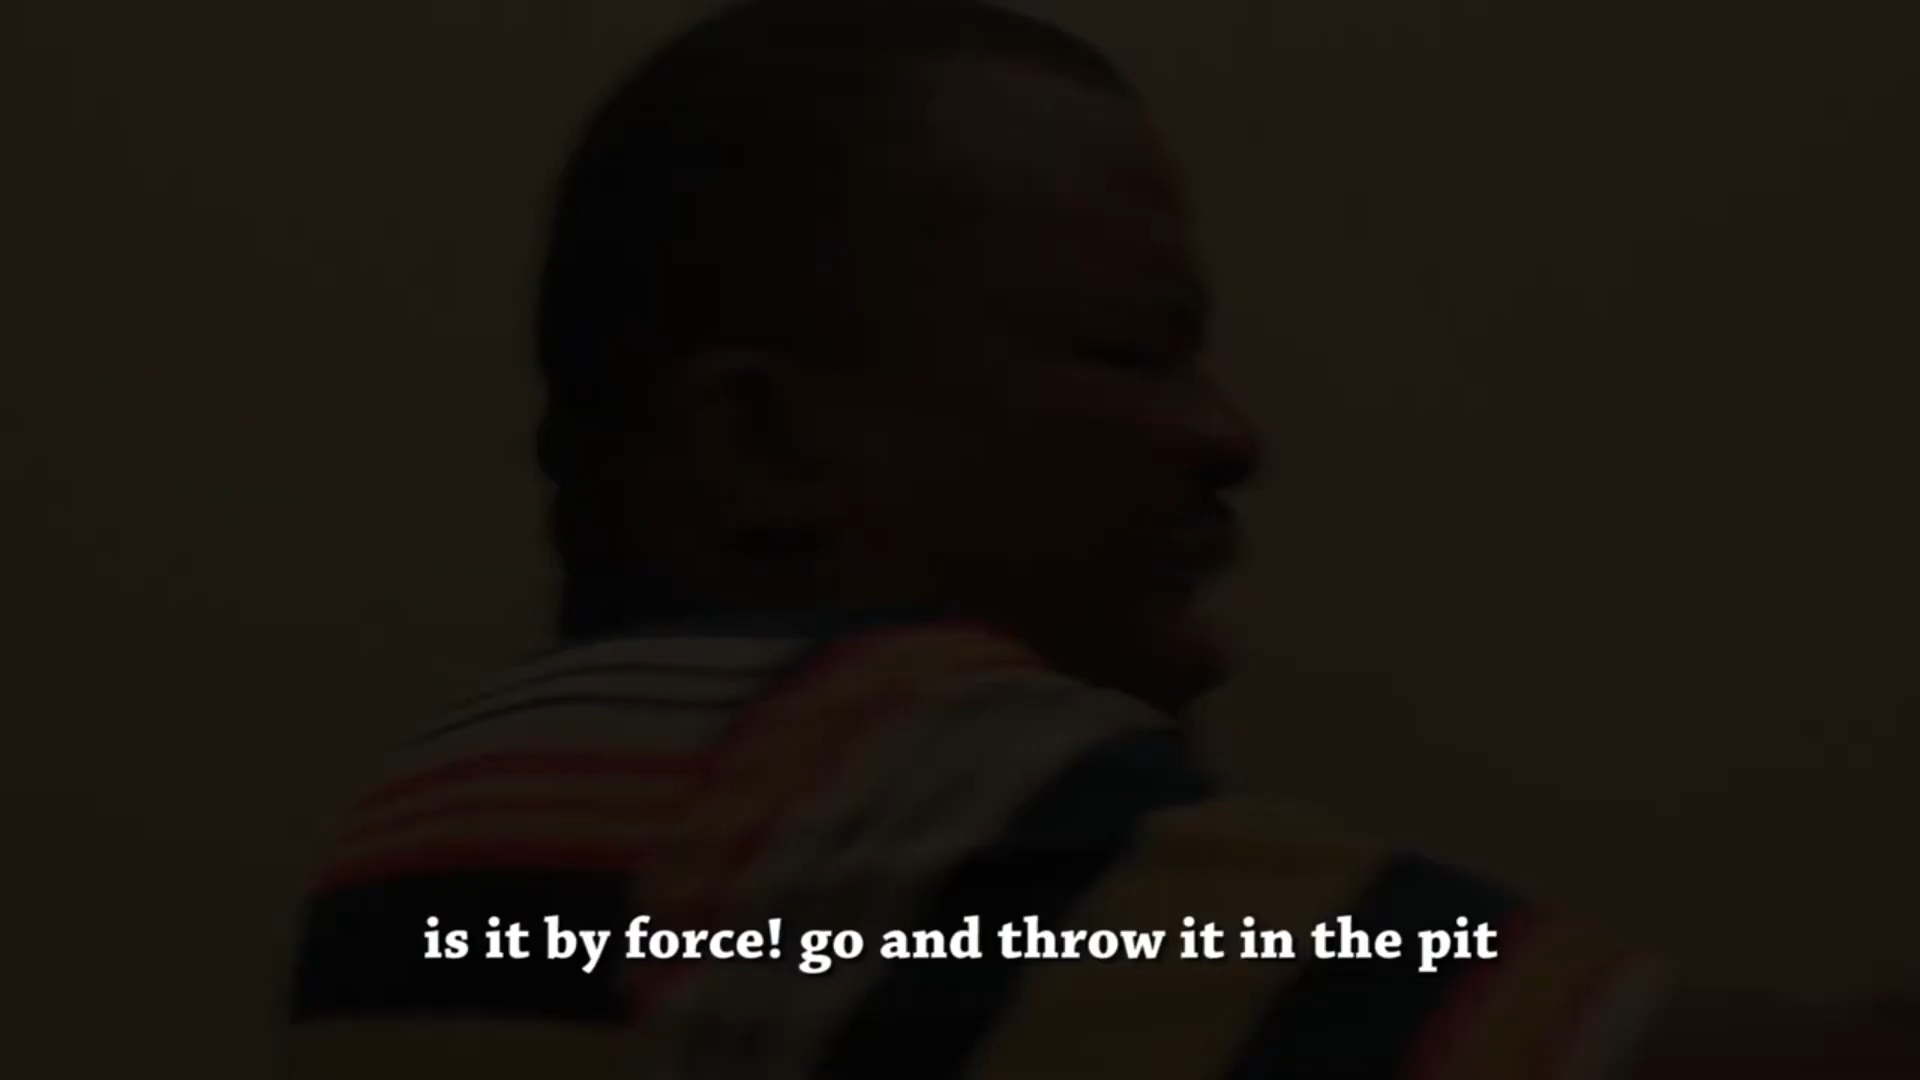 is it by force! go and throw it in the pit